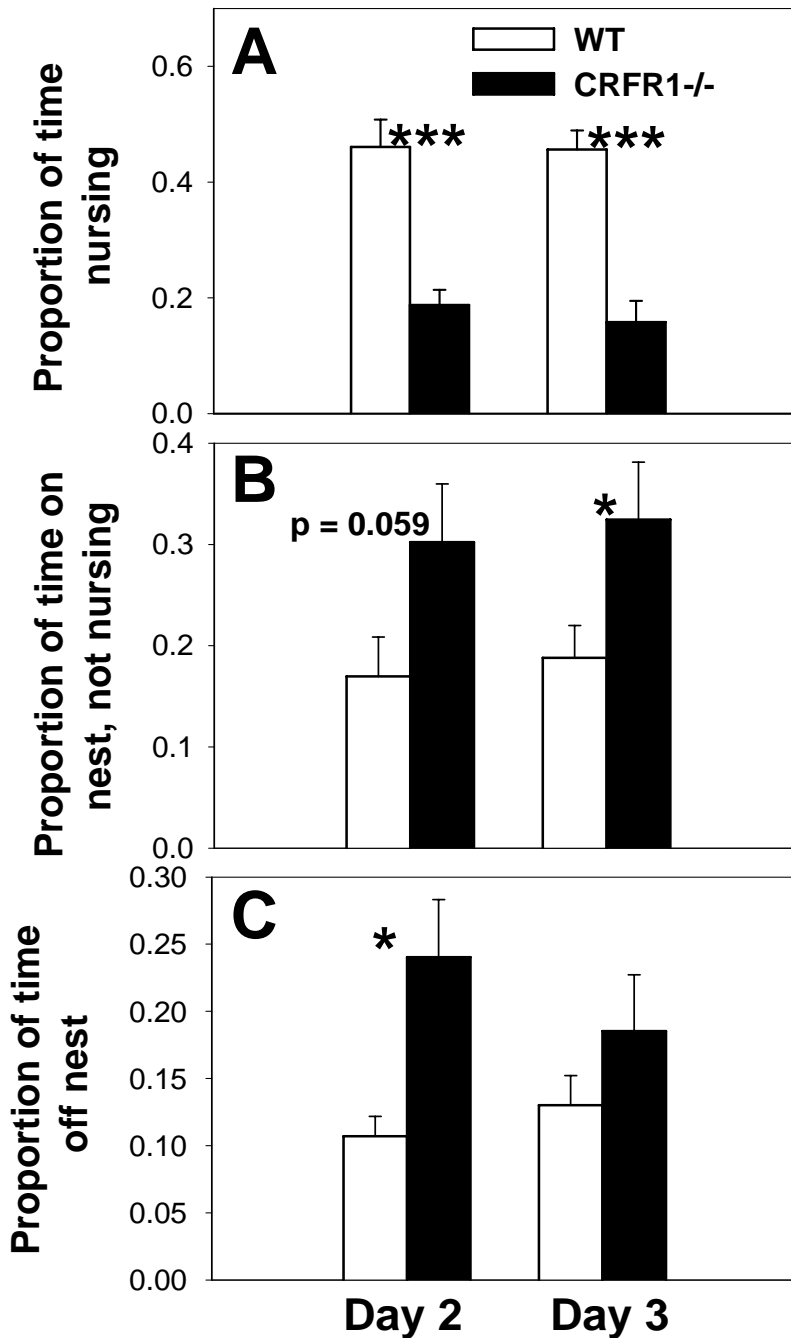 A
WT
CRFR1-/-
Proportion of time
nursing
0.6
0.4
0.2
0.0
***
***
B
Proportion of time on
nest, not nursing
0.4
0.3
0.2
0.1
0.0
p = 0.059
*
C
Proportion of time
off nest
0.30
0.25
0.20
0.15
0.10
0.05
0.00
*
Day 2
Day 3